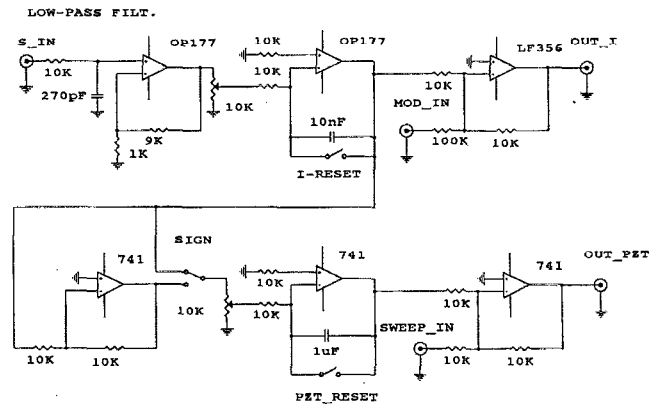 LOW-PASS FILT.
S_IN
10K
270pF
OP177
9K
1K
10K
10K
10K
OP177
10nF
I-RESET
10K
LF356
OUT_I
MOD_IN
100K
10K
741
10K
10K
SIGN
10K
10K
10K
741
1uF
PZT_RESET
10K
741
OUT_PZT
SWEEP_IN
10K
10K